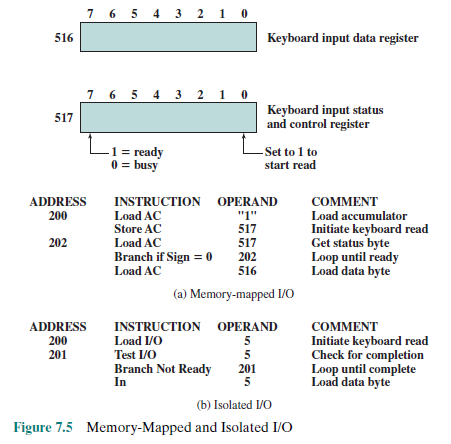 7 6 5 4 3 2 1 0
516 Keyboard input data register
7 6 5 4 3 2 1 0
517 Keyboard input status
and control register
1 = ready
0 = busy
Set to 1 to
start read
ADDRESS INSTRUCTION OPERAND COMMENT
200 Load AC "1" Load accumulator
Store AC 517 Initiate keyboard read
202 Load AC 517 Get status byte
Branch if Sign = 0 202 Loop until ready
Load AC 516 Load data byte
(a) Memory-mapped I/O
ADDRESS INSTRUCTION OPERAND COMMENT
200 Load I/O 5 Initiate keyboard read
201 Test I/O 5 Check for completion
Branch Not Ready 201 Loop until complete
In 5 Load data byte
(b) Isolated I/O
Figure 7.5 Memory-Mapped and Isolated I/O